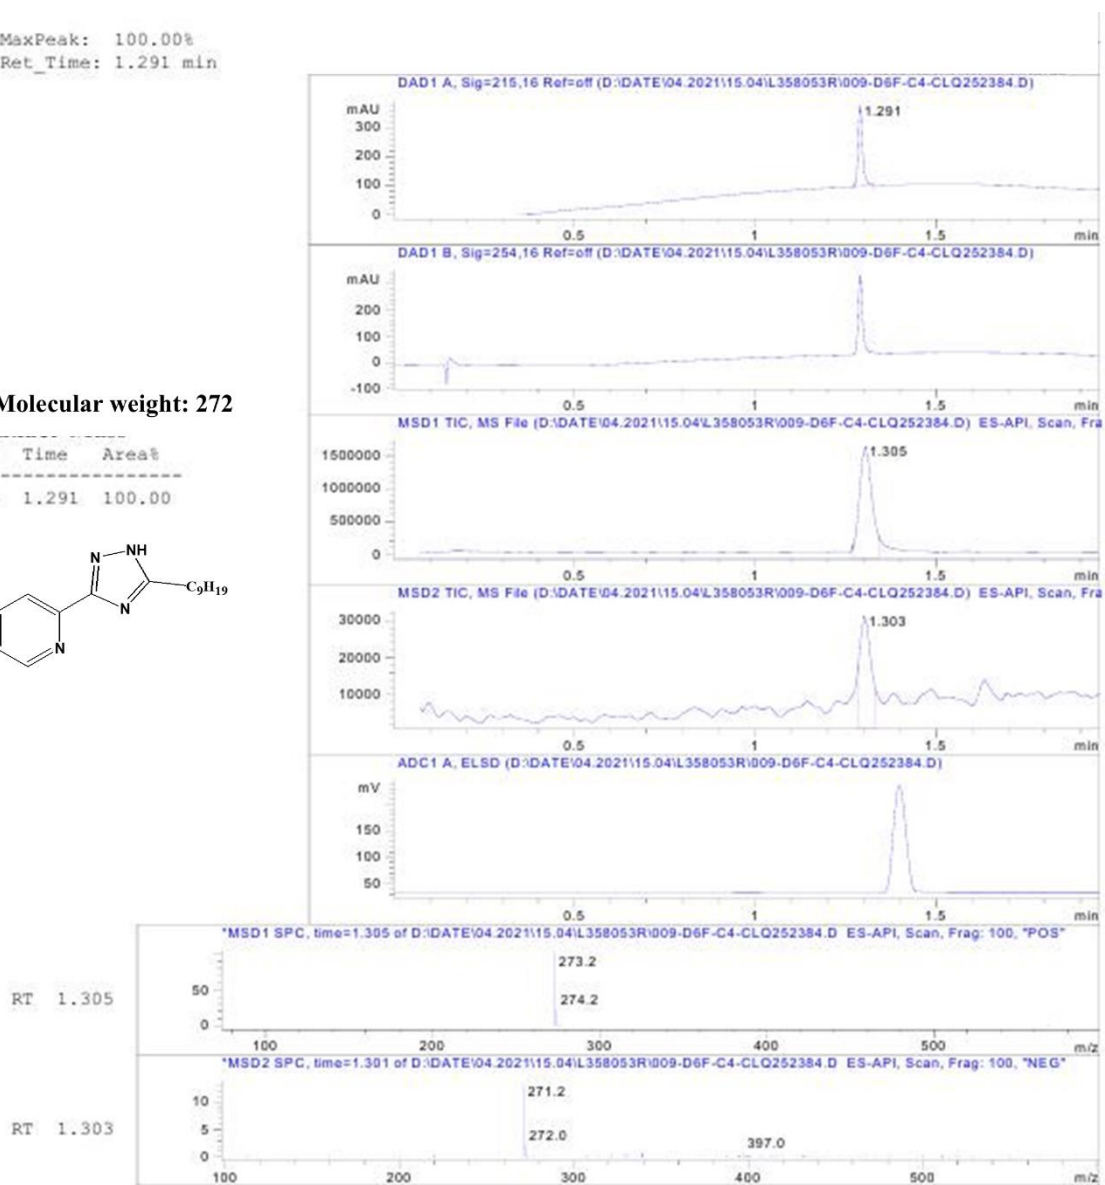 MaxPeak: 100.00%
Ret_Time: 1.291 min
DAD1 A, Sig=215,16 Ref=off (D:\DATE\04.2021\15.04\L358053R\009-D6F-C4-CLQ252384.D)
mAU
300
200
100
0
1.291
0.5 1 1.5 min
DAD1 B, Sig=254,16 Ref=off (D:\DATE\04.2021\15.04\L358053R\009-D6F-C4-CLQ252384.D)
mAU
200
100
0
-100
0.5 1 1.5 min
Molecular weight: 272
Time Area%
1.291 100.00
MSD1 TIC, MS File (D:\DATE\04.2021\15.04\L358053R\009-D6F-C4-CLQ252384.D) ES-API, Scan, Fra
1500000
1000000
500000
0
1.305
0.5 1 1.5 min
N NH
N
C9H19
N
MSD2 TIC, MS File (D:\DATE\04.2021\15.04\L358053R\009-D6F-C4-CLQ252384.D) ES-API, Scan, Fra
30000
20000
10000
1.303
0.5 1 1.5 min
ADC1 A, ELSD (D:\DATE\04.2021\15.04\L358053R\009-D6F-C4-CLQ252384.D)
mV
150
100
50
0.5 1 1.5 min
RT 1.305
*MSD1 SPC, time=1.305 of D:\DATE\04.2021\15.04\L358053R\009-D6F-C4-CLQ252384.D ES-API, Scan, Frag: 100, "POS"
50
0
273.2
274.2
100 200 300 400 500 m/z
RT 1.303
*MSD2 SPC, time=1.301 of D:\DATE\04.2021\15.04\L358053R\009-D6F-C4-CLQ252384.D ES-API, Scan, Frag: 100, "NEG"
10
5
0
271.2
272.0
397.0
100 200 300 400 500 m/z